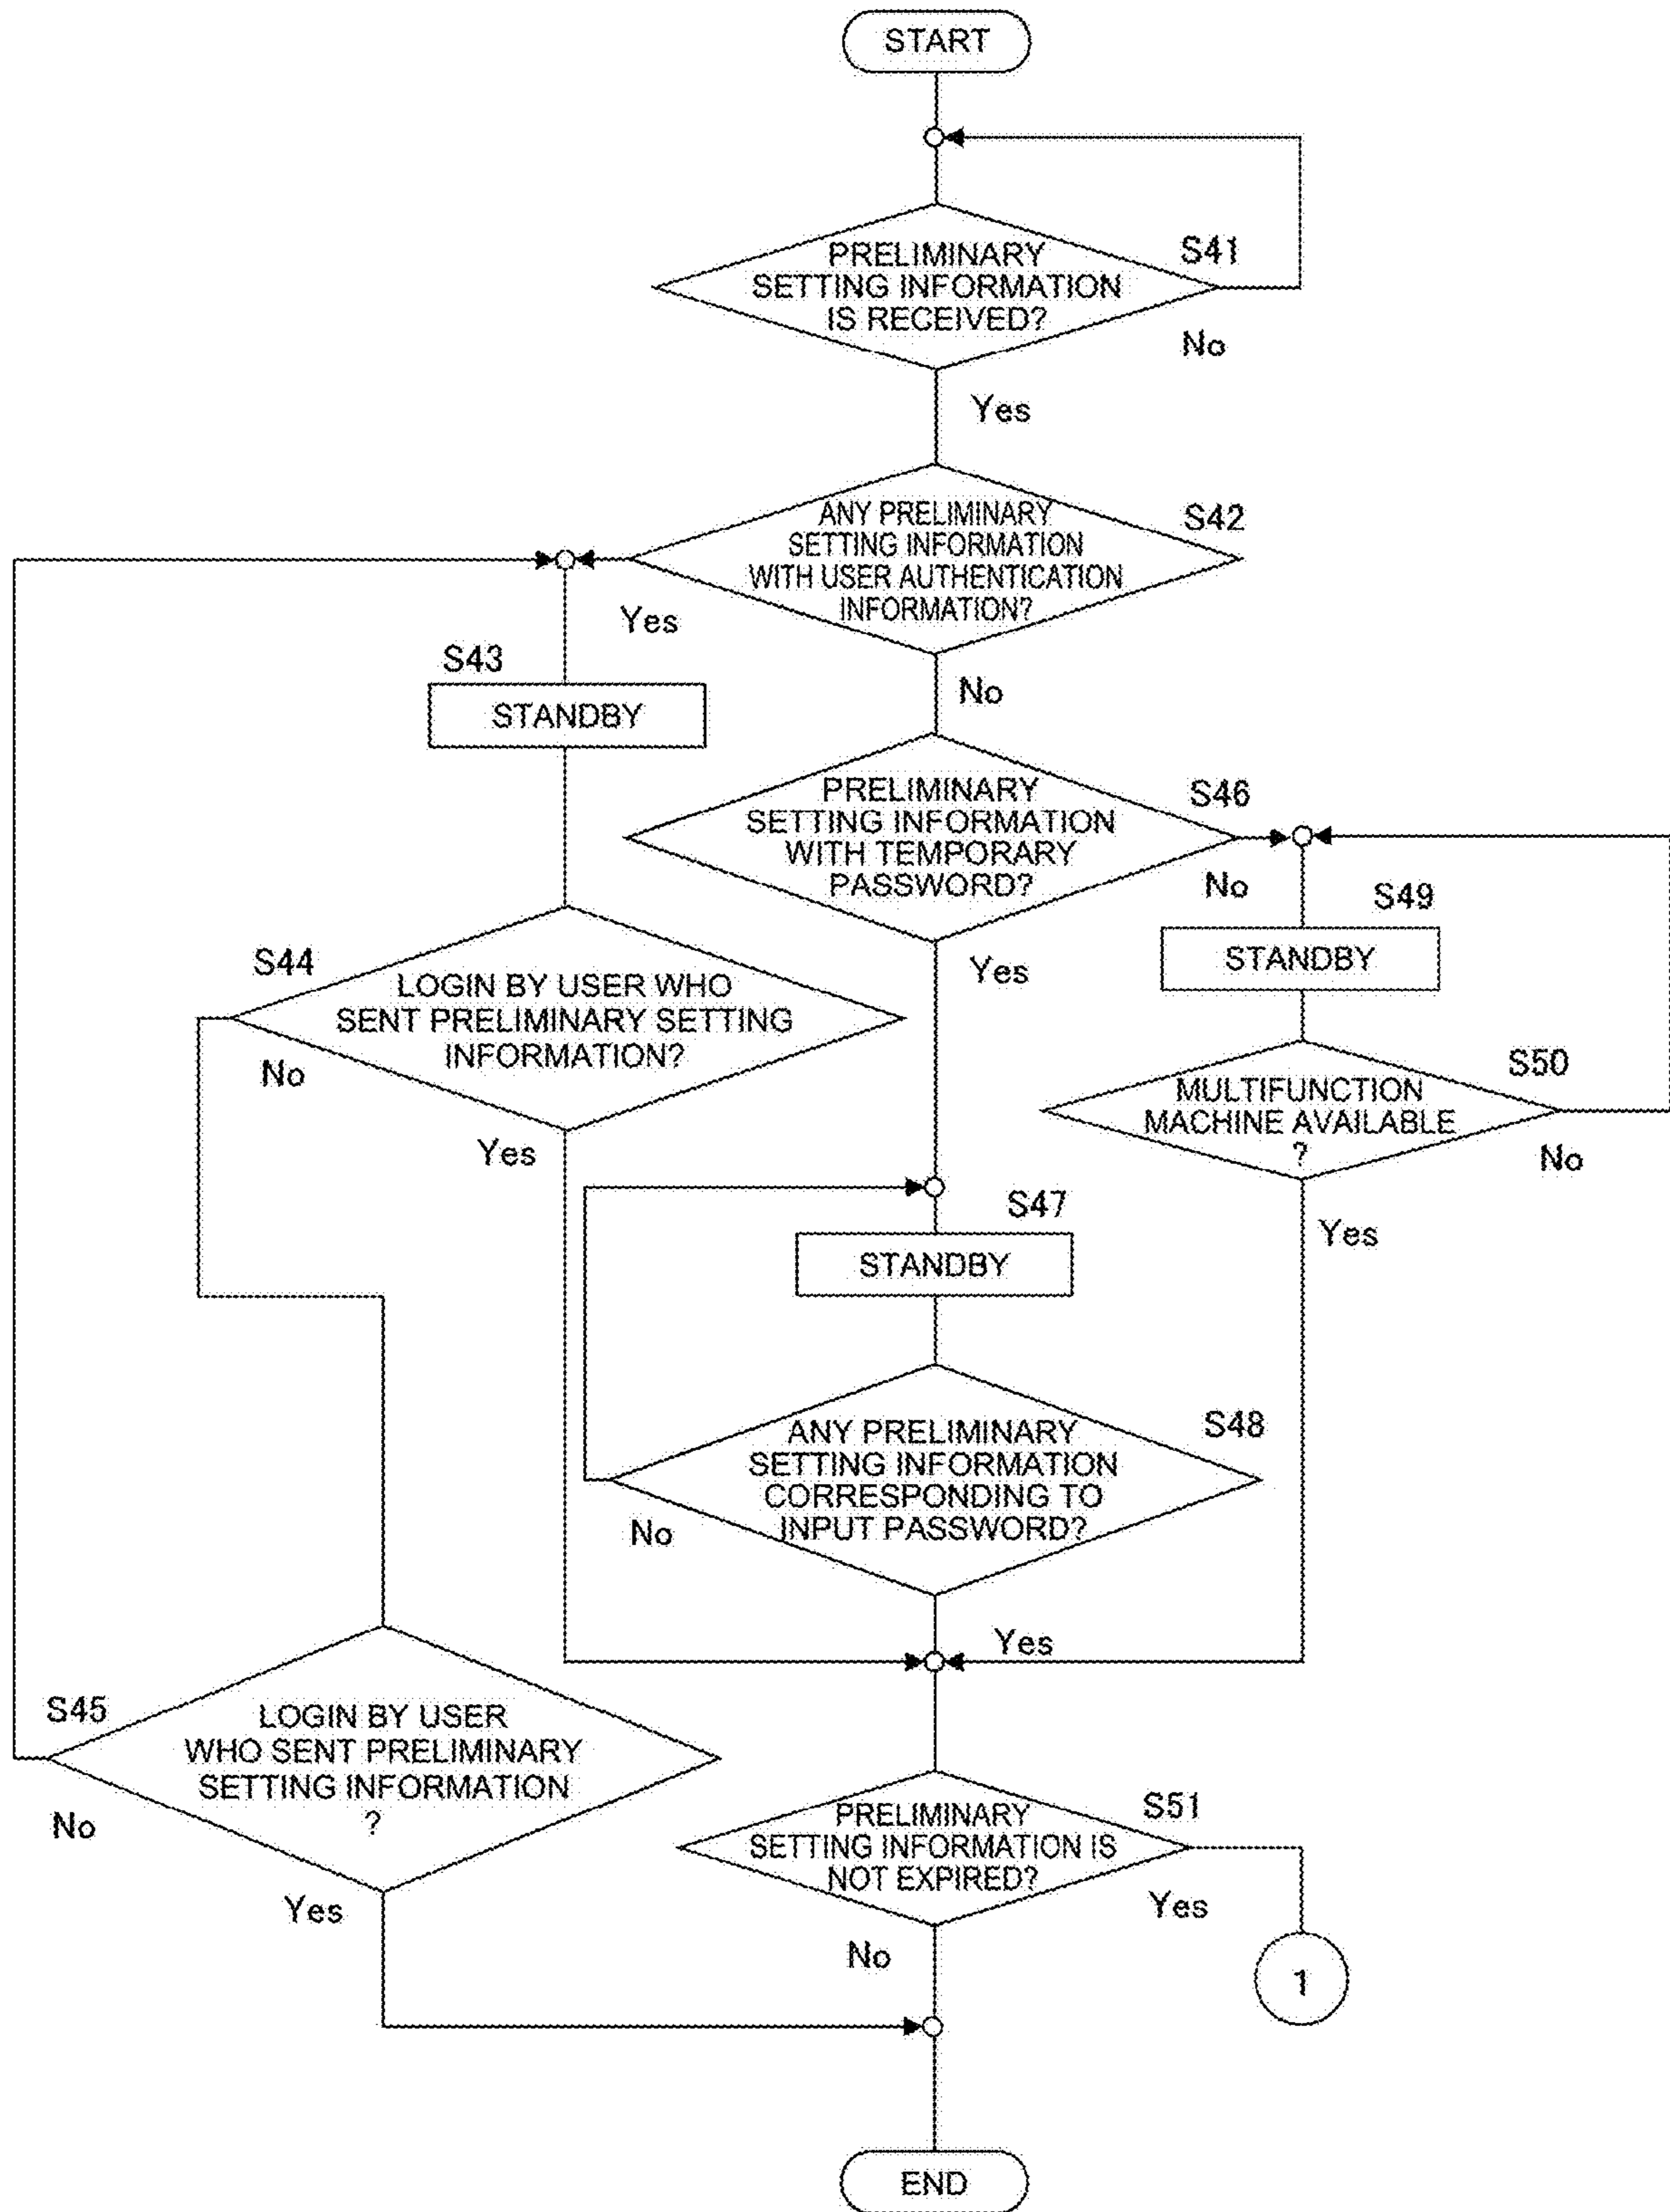 START
PRELIMINARY
SETTING INFORMATION
IS RECEIVED?
S41
No
Yes
ANY PRELIMINARY
SETTING INFORMATION
WITH USER AUTHENTICATION
INFORMATION?
S42
Yes
No
S43
STANDBY
PRELIMINARY
SETTING INFORMATION
WITH TEMPORARY
PASSWORD?
S46
No
Yes
S49
STANDBY
S44
LOGIN BY USER WHO
SENT PRELIMINARY SETTING
INFORMATION?
No
Yes
MULTIFUNCTION
MACHINE AVAILABLE
?
S50
No
Yes
S47
STANDBY
ANY PRELIMINARY
SETTING INFORMATION
CORRESPONDING TO
INPUT PASSWORD?
S48
No
Yes
S45
LOGIN BY USER
WHO SENT PRELIMINARY
SETTING INFORMATION
?
No
Yes
PRELIMINARY
SETTING INFORMATION IS
NOT EXPIRED?
S51
Yes
No
1
END